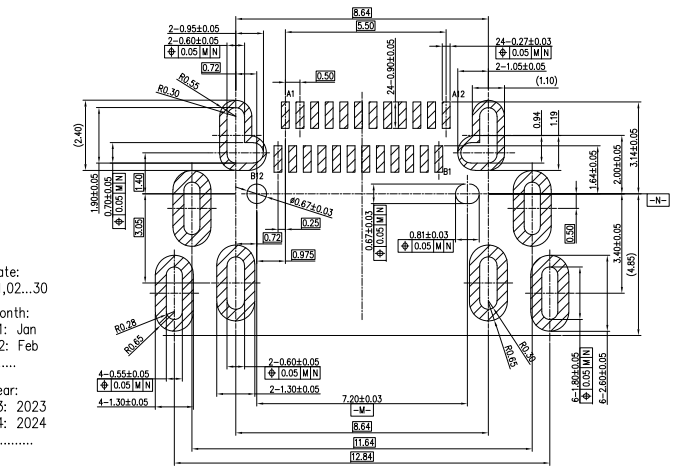 8.64
5.50
2-0.95±0.05
2-0.60±0.05
⌖ 0.05 M N
0.72
24-0.27±0.03
⌖ 0.05 M N
2-1.05±0.05
(1.10)
24-0.90±0.05
0.50
R0.55
R0.30
A1
A12
0.94
1.19
(2.40)
1.90±0.05
0.70±0.05
⌖ 0.05 M N
1.40
B12
B1
1.64±0.05
2.00±0.05
3.14±0.05
ø0.67±0.03
-N-
3.05
0.25
0.72
0.975
0.67±0.03
⌖ 0.05 M N
0.81±0.03
⌖ 0.05 M N
0.50
3.40±0.05
(4.85)
ate:
1,02...30
onth:
1: Jan
2: Feb
.....
ear:
3: 2023
4: 2024
..........
R0.28
R0.65
R0.30
R0.65
4-0.55±0.05
⌖ 0.05 M N
4-1.30±0.05
2-0.60±0.05
⌖ 0.05 M N
2-1.30±0.05
6-1.80±0.05
⌖ 0.05 M N
6-2.60±0.05
7.20±0.03
-M-
8.64
11.64
12.84